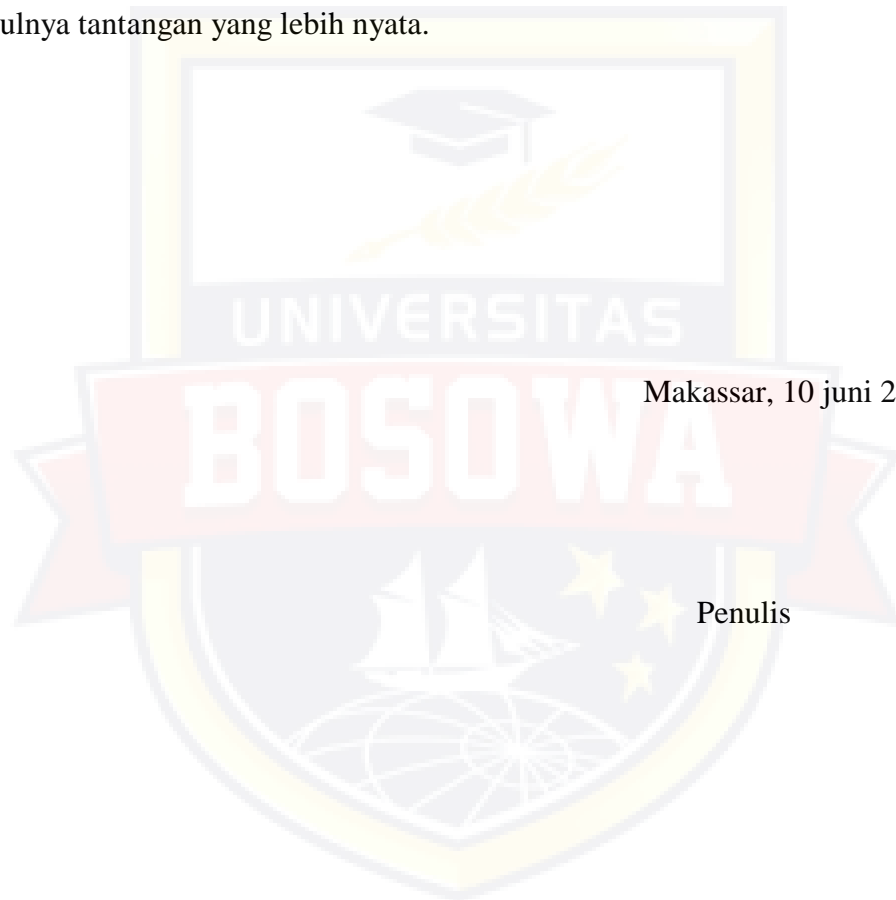 ulnya tantangan yang lebih nyata.
UNIVERSITAS
BOSOWA
Makassar, 10 juni 2
Penulis